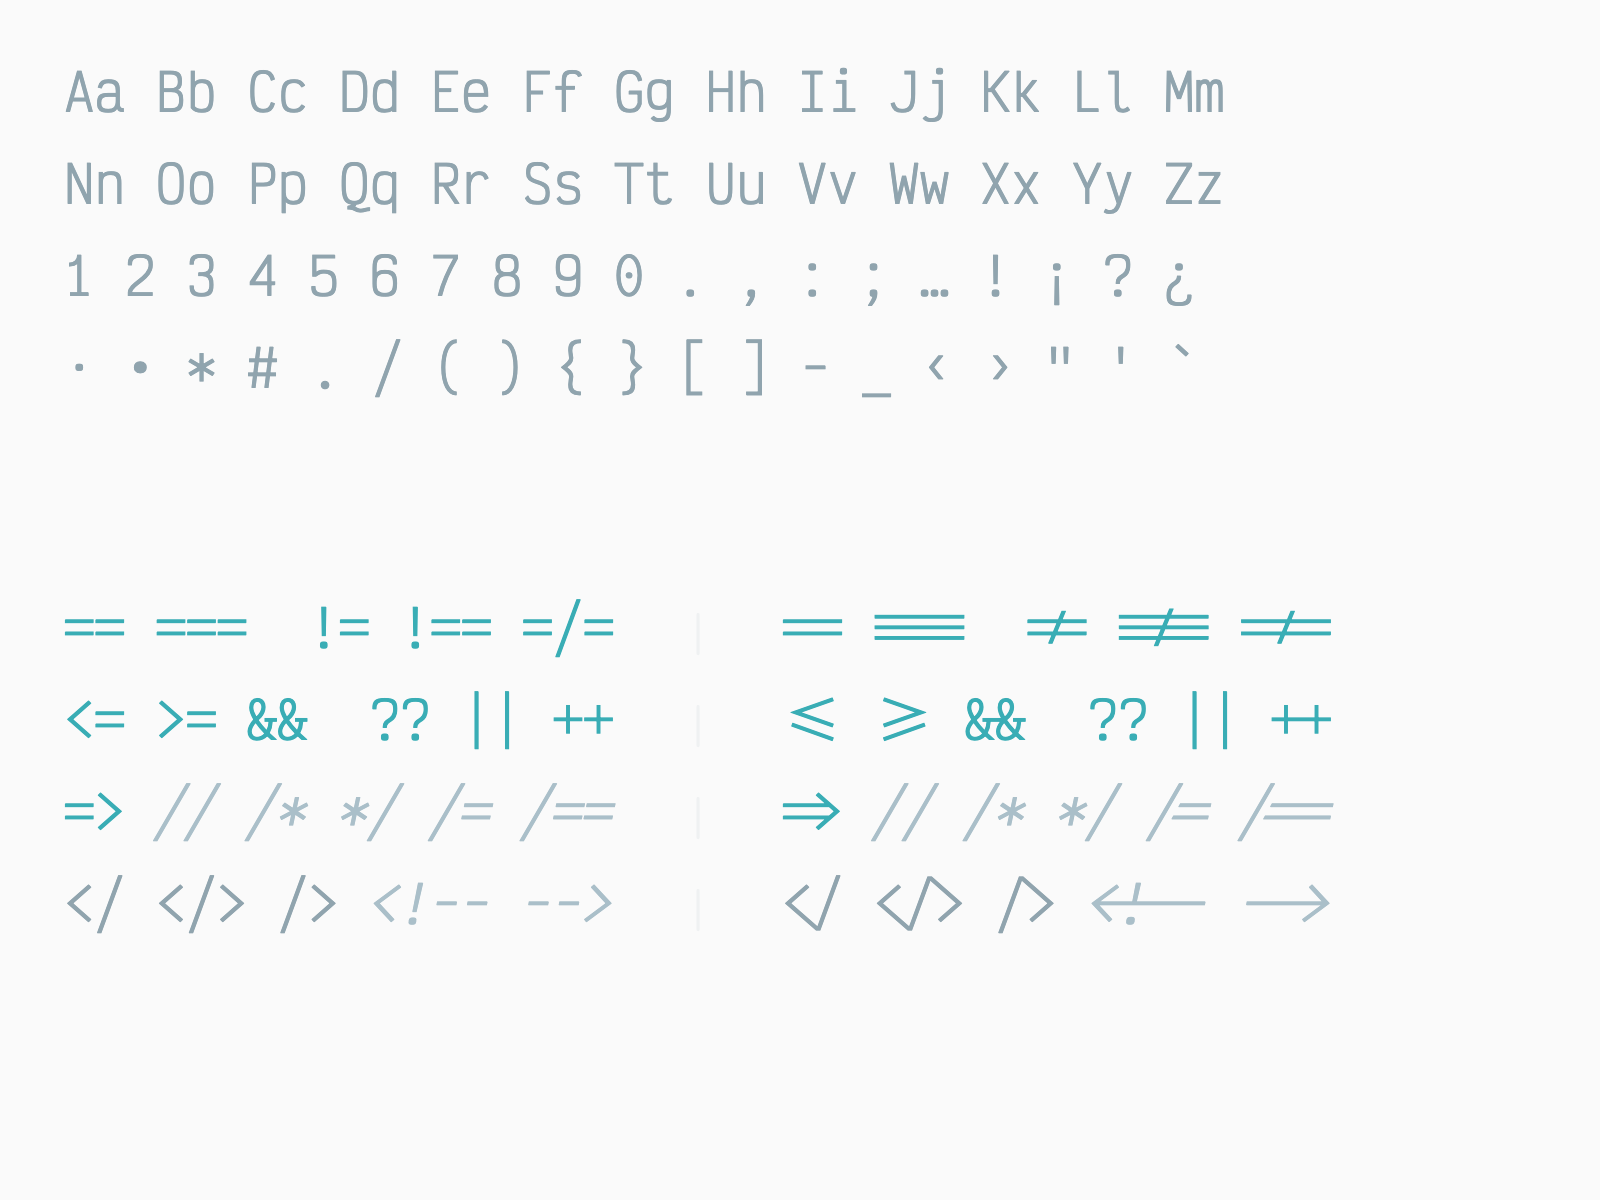 Aa Bb Cc Dd Ee Ff Gg Hh Ii Jj Kk Ll Mm
Nn Oo Pp Qq Rr Ss Tt Uu Vv Ww Xx Yy Zz
1 2 3 4 5 6 7 8 9 0 . , : ; … ! ¡ ? ¿
· • * # . / ( ) { } [ ] - _ ‹ › " ' `
== === != !== =/= | == === != !== =/=
<= >= && ?? || ++ | <= >= && ?? || ++
=> // /* */ /= /== | => // /* */ /= /==
</ </> /> <!-- --> | </ </> /> <!-- -->